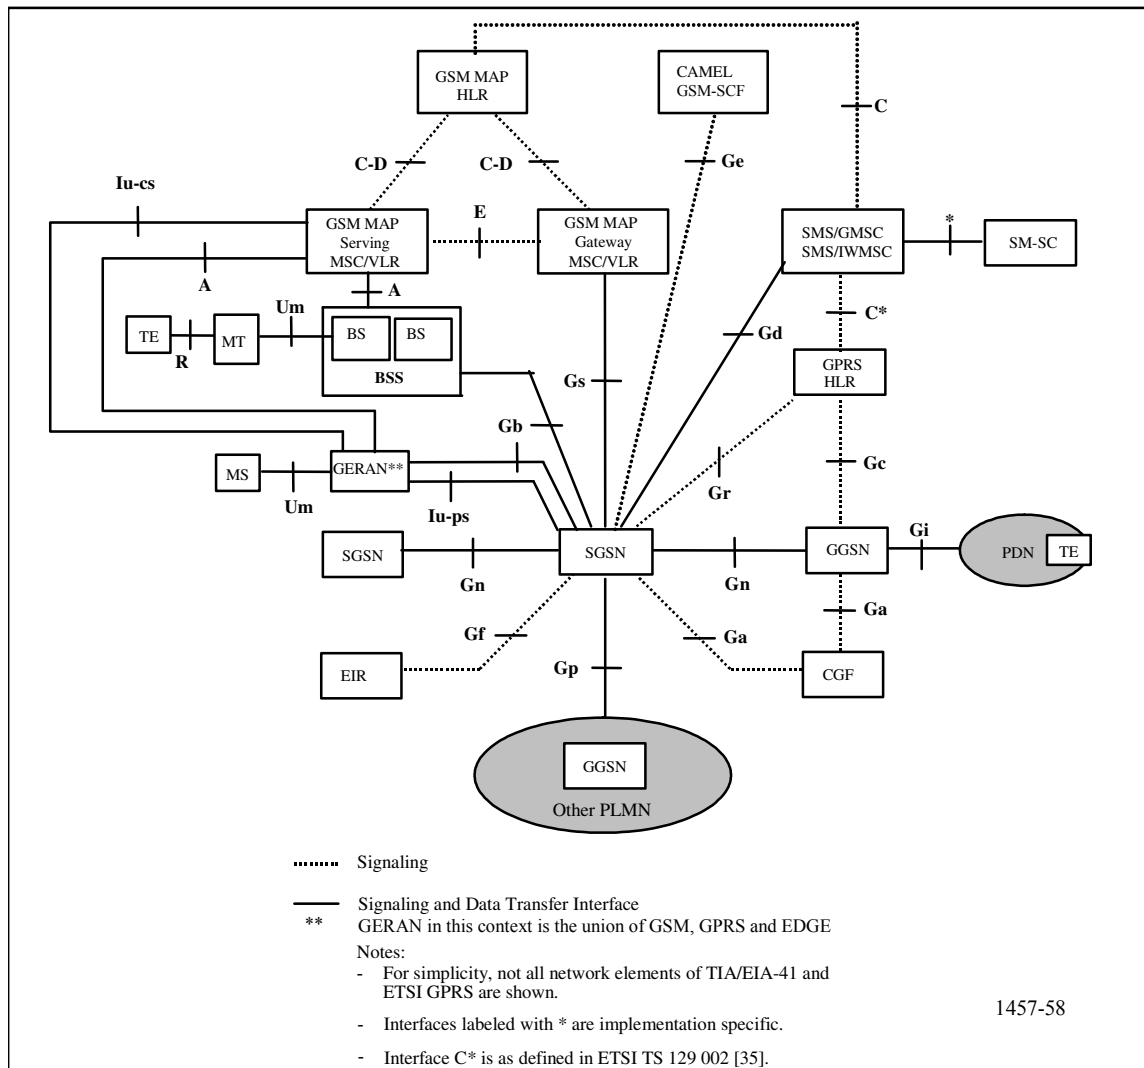 GSM MAP
HLR
CAMEL
GSM-SCF
C
C-D
C-D
Ge
Iu-cs
GSM MAP
Serving
MSC/VLR
E
GSM MAP
Gateway
MSC/VLR
SMS/GMSC
SMS/IWMSC
*
SM-SC
A
A
Um
C*
TE
R
MT
BS
BS
BSS
Gd
GPRS
HLR
Gs
Gb
MS
Um
GERAN**
Iu-ps
Gr
Gc
SGSN
Gn
SGSN
Gn
GGSN
Gi
PDN
TE
Gf
Ga
Ga
EIR
Gp
CGF
GGSN
Other PLMN
Signaling
Signaling and Data Transfer Interface
** GERAN in this context is the union of GSM, GPRS and EDGE
Notes:
- For simplicity, not all network elements of TIA/EIA-41 and
ETSI GPRS are shown.
- Interfaces labeled with * are implementation specific.
- Interface C* is as defined in ETSI TS 129 002 [35].
1457-58